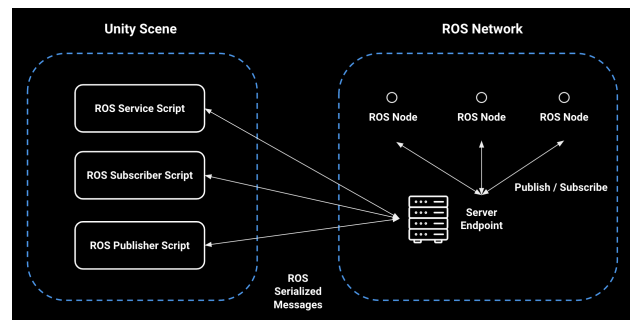 Unity Scene
ROS Network
ROS Service Script
ROS Subscriber Script
ROS Publisher Script
ROS Node
ROS Node
ROS Node
Publish / Subscribe
Server
Endpoint
ROS
Serialized
Messages